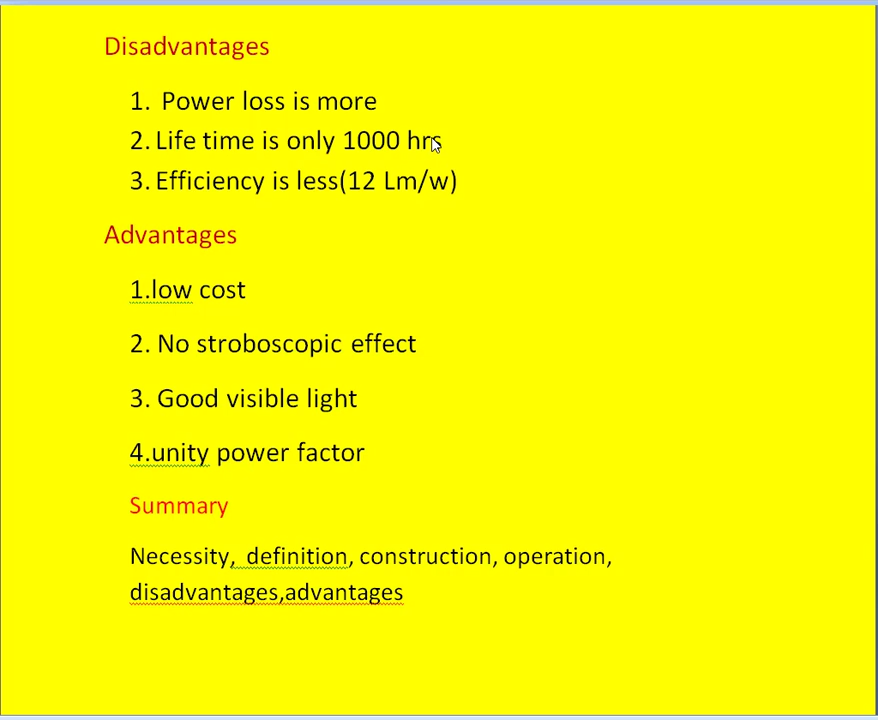 Disadvantages
1. Power loss is more
2. Life time is only 1000 hrs
3. Efficiency is less(12 Lm/w)
Advantages
1.low cost
2. No stroboscopic effect
3. Good visible light
4.unity power factor
Summary
Necessity, definition, construction, operation,
disadvantages,advantages